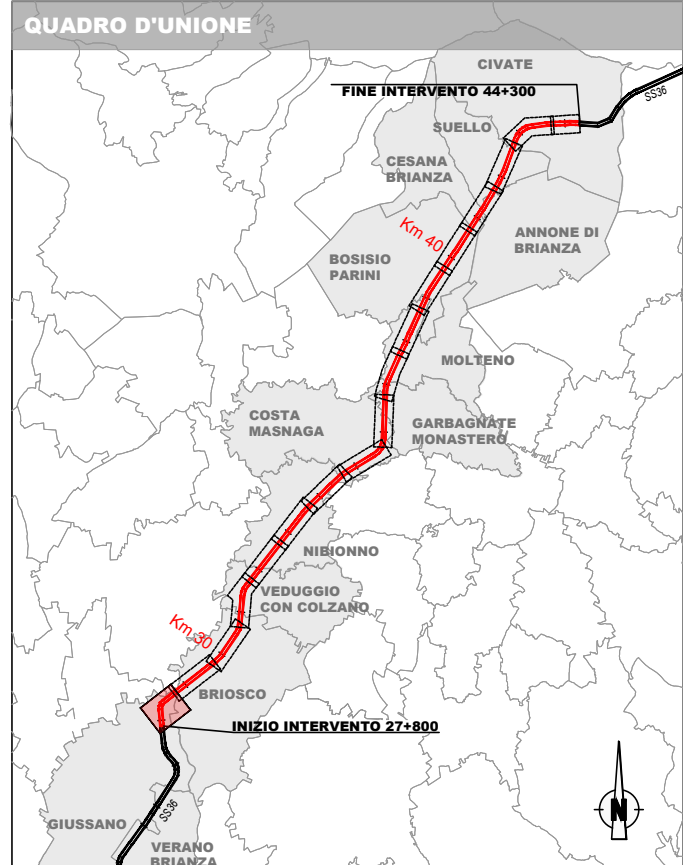 QUADRO D'UNIONE
CIVATE
FINE INTERVENTO 44+300
SS36
SUELLO
CESANA
BRIANZA
Km 40
ANNONE DI
BRIANZA
BOSISIO
PARINI
MOLTENO
COSTA
MASNAGA
GARBAGNATE
MONASTERO
NIBIONNO
VEDUGGIO
CON COLZANO
Km 30
BRIOSCO
INIZIO INTERVENTO 27+800
SS36
GIUSSANO
VERANO
BRIANZA
N